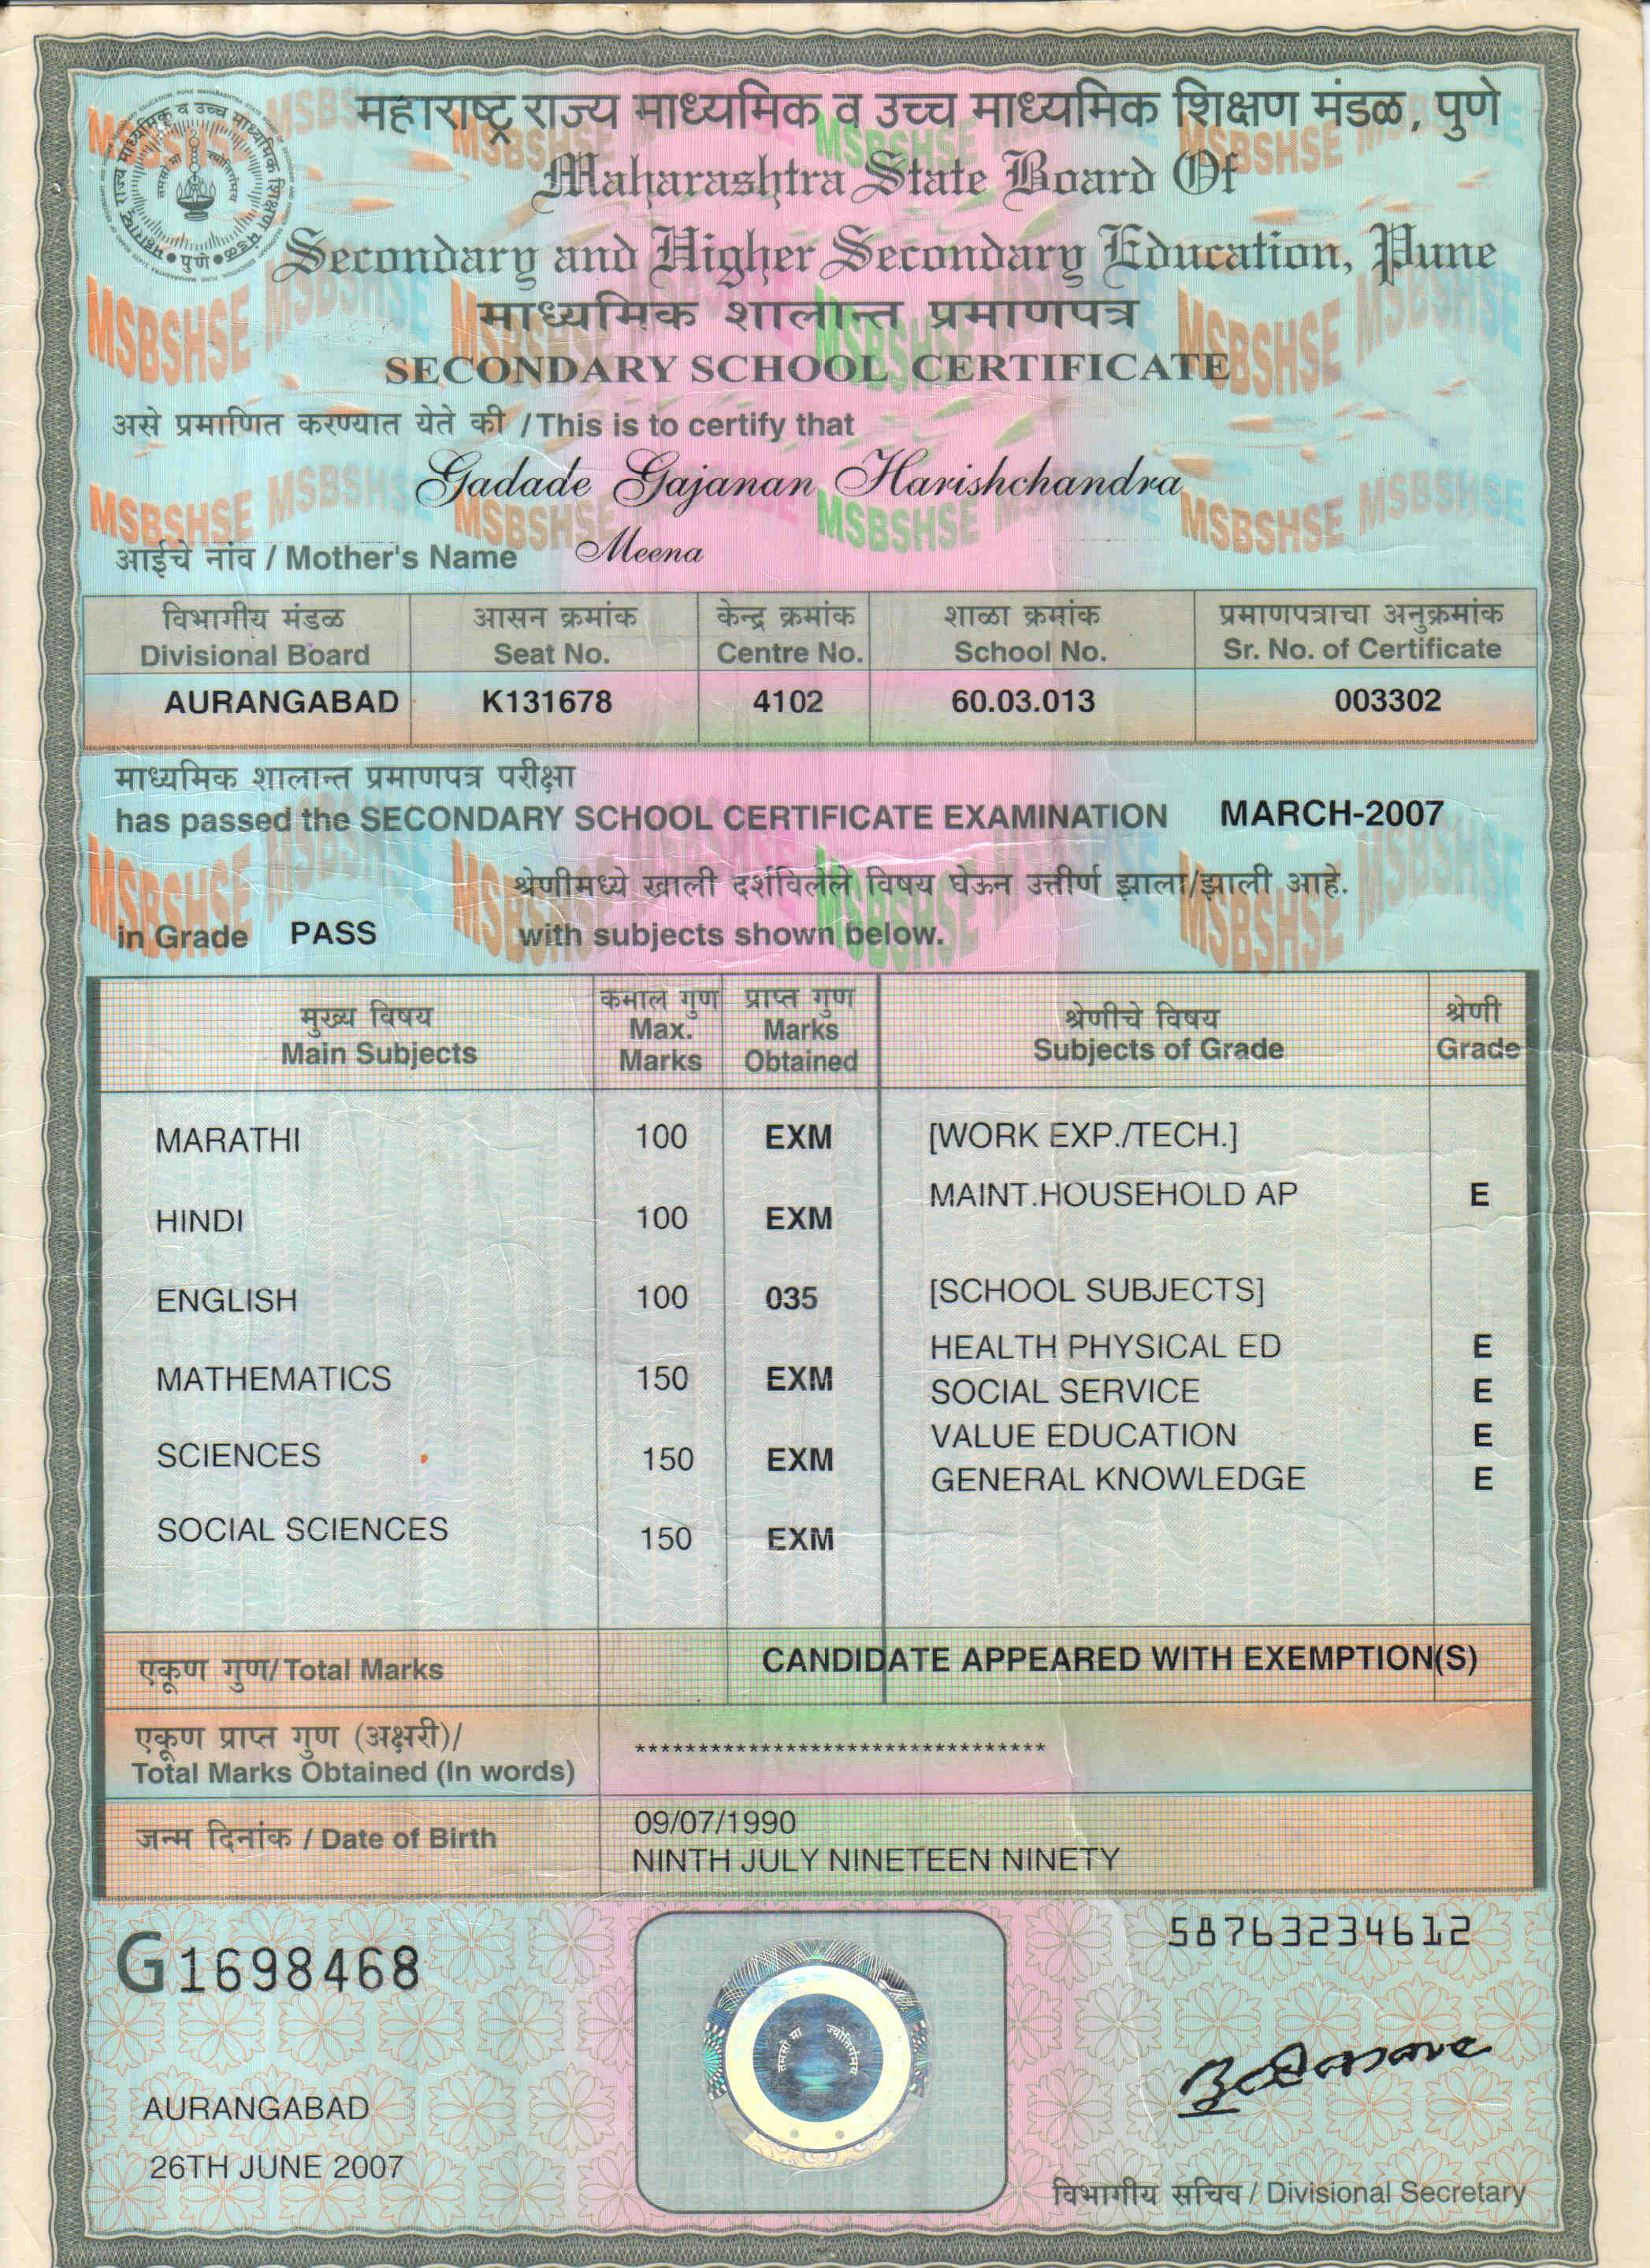 महाराष्ट्र राज्य माध्यमिक व उच्च माध्यमिक शिक्षण मंडळ, पुणे
Maharashtra State Board Of
Secondary and Higher Secondary Education, Pune
माध्यमिक शालान्त प्रमाणपत्र
SECONDARY SCHOOL CERTIFICATE
असे प्रमाणित करण्यात येते की / This is to certify that
Gadade Gajanan Harishchandra
आईचे नांव / Mother's Name Meena
विभागीय मंडळ आसन क्रमांक केन्द्र क्रमांक शाळा क्रमांक प्रमाणपत्राचा अनुक्रमांक
Divisional Board Seat No. Centre No. School No. Sr. No. of Certificate
AURANGABAD K131678 4102 60.03.013 003302
माध्यमिक शालान्त प्रमाणपत्र परीक्षा
has passed the SECONDARY SCHOOL CERTIFICATE EXAMINATION MARCH-2007
श्रेणीमध्ये खाली दर्शविलेले विषय घेऊन उत्तीर्ण झाला/झाली आहे.
in Grade PASS with subjects shown below.
मुख्य विषय कमाल गुण प्राप्त गुण श्रेणीचे विषय श्रेणी
Main Subjects Max. Marks Marks Obtained Subjects of Grade Grade
MARATHI 100 EXM [WORK EXP./TECH.]
MAINT.HOUSEHOLD AP E
HINDI 100 EXM
ENGLISH 100 035 [SCHOOL SUBJECTS]
HEALTH PHYSICAL ED E
MATHEMATICS 150 EXM SOCIAL SERVICE E
VALUE EDUCATION E
SCIENCES 150 EXM GENERAL KNOWLEDGE E
SOCIAL SCIENCES 150 EXM
एकूण गुण/Total Marks CANDIDATE APPEARED WITH EXEMPTION(S)
एकूण प्राप्त गुण (अक्षरी)/
Total Marks Obtained (In words) *********************************
जन्म दिनांक / Date of Birth 09/07/1990
NINTH JULY NINETEEN NINETY
G1698468 58763234612
तमसो मा ज्योतिर्गमय
AURANGABAD
26TH JUNE 2007
विभागीय सचिव / Divisional Secretary